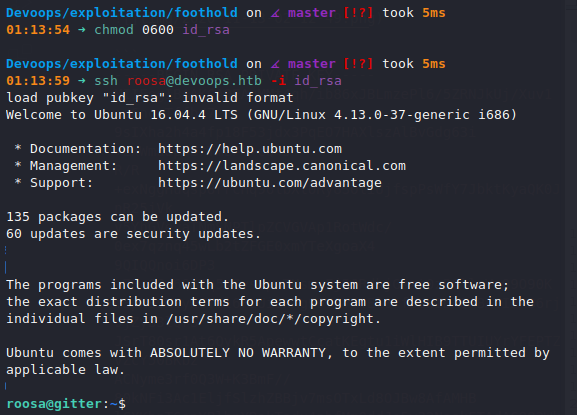 Devoops/exploitation/foothold on master [!?] took 5ms
01:13:54 → chmod 0600 id_rsa
Devoops/exploitation/foothold on master [!?] took 5ms
01:13:59 → ssh roosa@devoops.htb -i id_rsa
load pubkey "id_rsa": invalid format
Welcome to Ubuntu 16.04.4 LTS (GNU/Linux 4.13.0-37-generic i686)
* Documentation:  https://help.ubuntu.com
* Management:     https://landscape.canonical.com
* Support:        https://ubuntu.com/advantage
135 packages can be updated.
60 updates are security updates.
The programs included with the Ubuntu system are free software;
the exact distribution terms for each program are described in the
individual files in /usr/share/doc/*/copyright.
Ubuntu comes with ABSOLUTELY NO WARRANTY, to the extent permitted by
applicable law.
roosa@gitter:~$